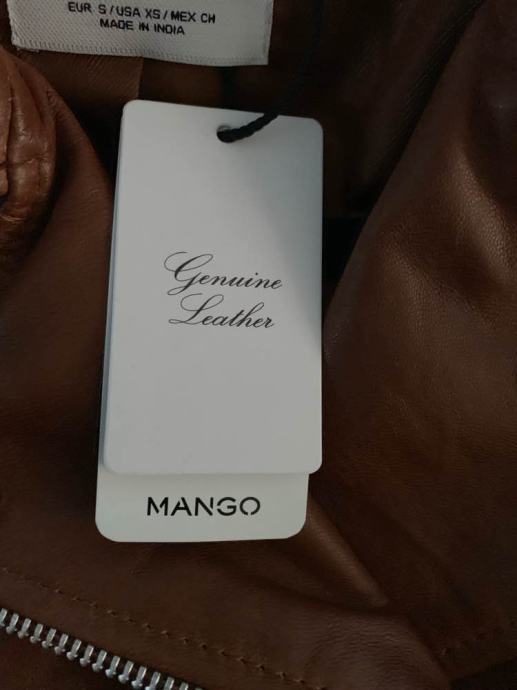 EUR S / USA XS / MEX CH
MADE IN INDIA
Genuine
Leather
MANGO